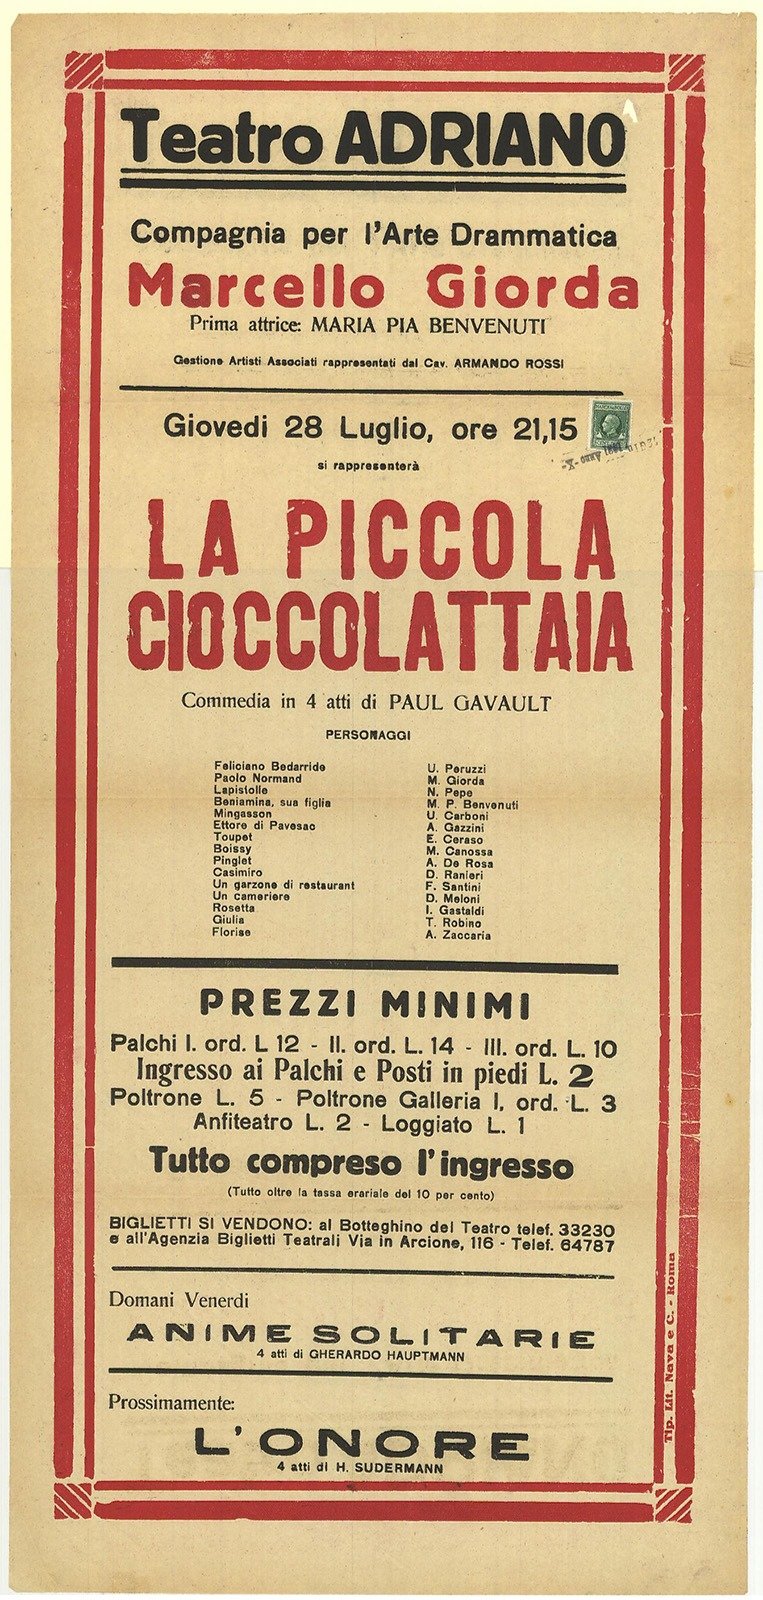 Teatro ADRIANO
Compagnia per l'Arte Drammatica
Marcello Giorda
Prima attrice: MARIA PIA BENVENUTI
Gestione Artisti Associati rappresentati dal Cav. ARMANDO ROSSI
Giovedi 28 Luglio, ore 21,15
si rappresenterà
LA PICCOLA
CIOCCOLATTAIA
Commedia in 4 atti di PAUL GAVAULT
PERSONAGGI
Feliciano Bedarride U. Peruzzi
Paolo Normand M. Giorda
Lapistolle N. Pepe
Beniamina, sua figlia M. P. Benvenuti
Mingasson U. Carboni
Ettore di Pavesac A. Gazzini
Toupet E. Ceraso
Boissy M. Canossa
Pinglet A. De Rosa
Casimiro D. Ranieri
Un garzone di restaurant F. Santini
Un cameriere D. Meloni
Rosetta I. Gastaldi
Giulia T. Robino
Florise A. Zaccaria
PREZZI MINIMI
Palchi I. ord. L 12 - II. ord. L. 14 - III. ord. L. 10
Ingresso ai Palchi e Posti in piedi L. 2
Poltrone L. 5 - Poltrone Galleria I, ord. L. 3
Anfiteatro L. 2 - Loggiato L. 1
Tutto compreso l'ingresso
(Tutto oltre la tassa erariale del 10 per cento)
BIGLIETTI SI VENDONO: al Botteghino del Teatro telef. 33230
e all'Agenzia Biglietti Teatrali Via in Arcione, 116 - Telef. 64787
Domani Venerdi
ANIME SOLITARIE
4 atti di GHERARDO HAUPTMANN
Prossimamente:
L'ONORE
4 atti di H. SUDERMANN
Tip. Lit. Nava e C. - Roma